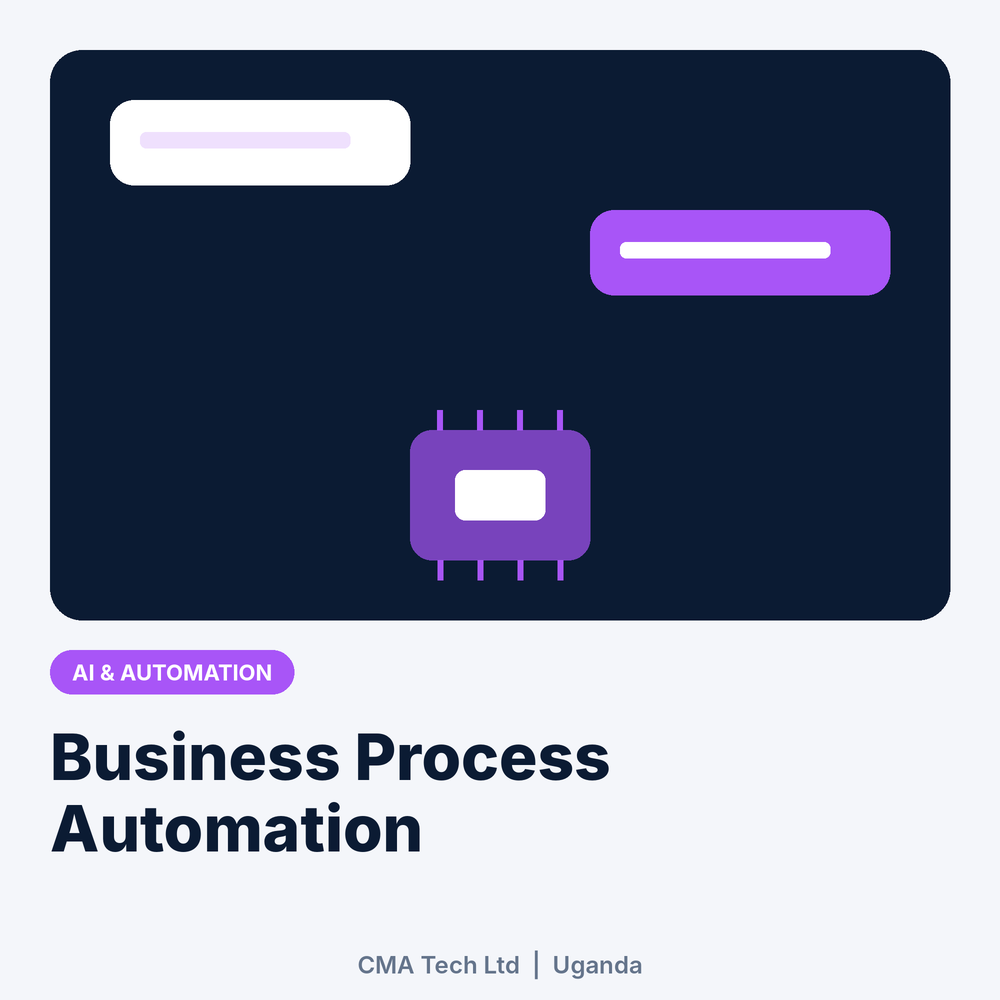 AI & AUTOMATION
Business Process
Automation
CMA Tech Ltd | Uganda